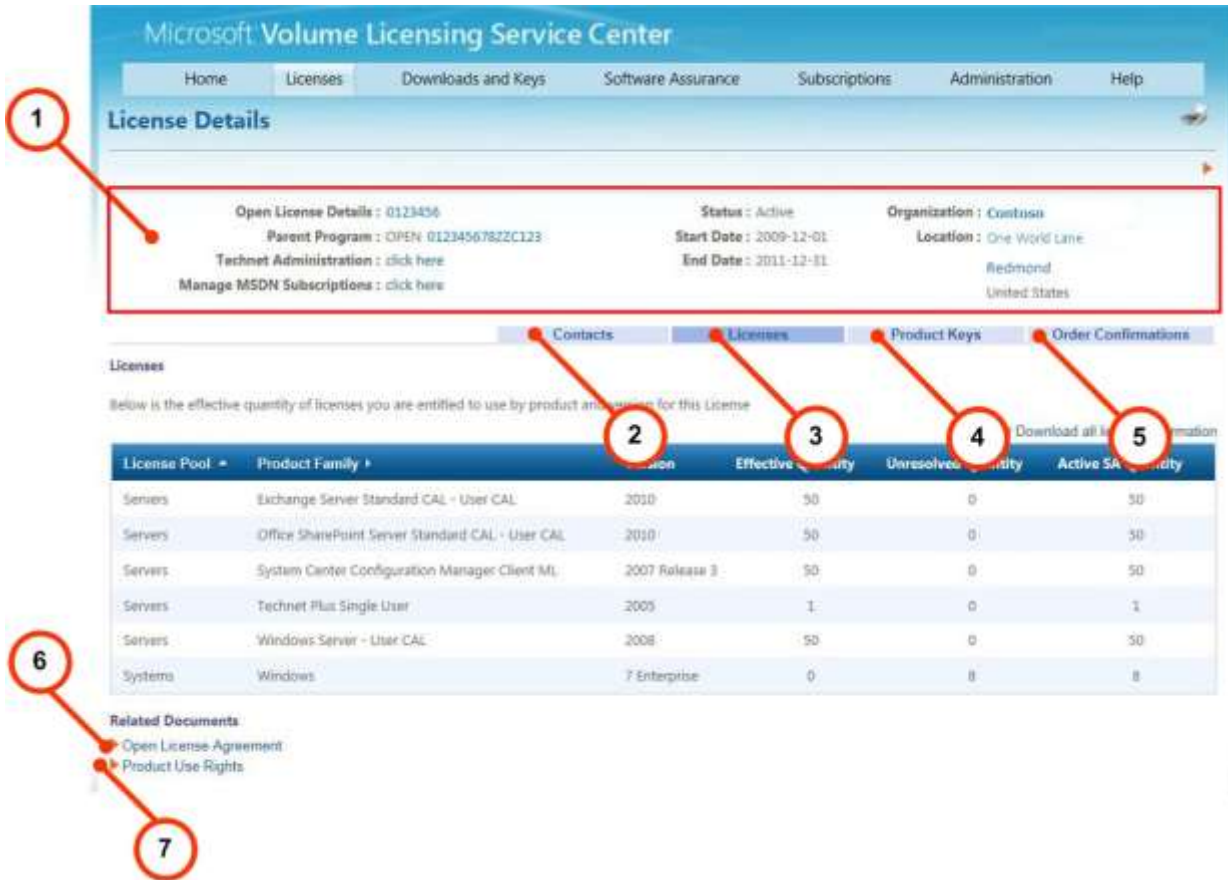 Microsoft Volume Licensing Service Center
Home Licenses Downloads and Keys Software Assurance Subscriptions Administration Help
1
License Details
Open License Details : 0123456 Status : Active Organization : Contoso
Parent Program : OPEN 012345678ZZC123 Start Date : 2009-12-01 Location : One World Lane
Technet Administration : click here End Date : 2011-12-31 Redmond
Manage MSDN Subscriptions : click here United States
Contacts Licenses Product Keys Order Confirmations
Licenses
Below is the effective quantity of licenses you are entitled to use by product and version for this License
2 3 4 5
Download all
License Pool Product Family Effective Quantity Unresolved Quantity Active SA Quantity
Servers Exchange Server Standard CAL - User CAL 2010 50 0 50
Servers Office SharePoint Server Standard CAL - User CAL 2010 50 0 50
Servers System Center Configuration Manager Client ML 2007 Release 3 50 0 50
Servers Technet Plus Single User 2005 1 0 1
Servers Windows Server - User CAL 2008 50 0 50
6
Systems Windows 7 Enterprise 0 8 8
Related Documents
Open License Agreement
Product Use Rights
7